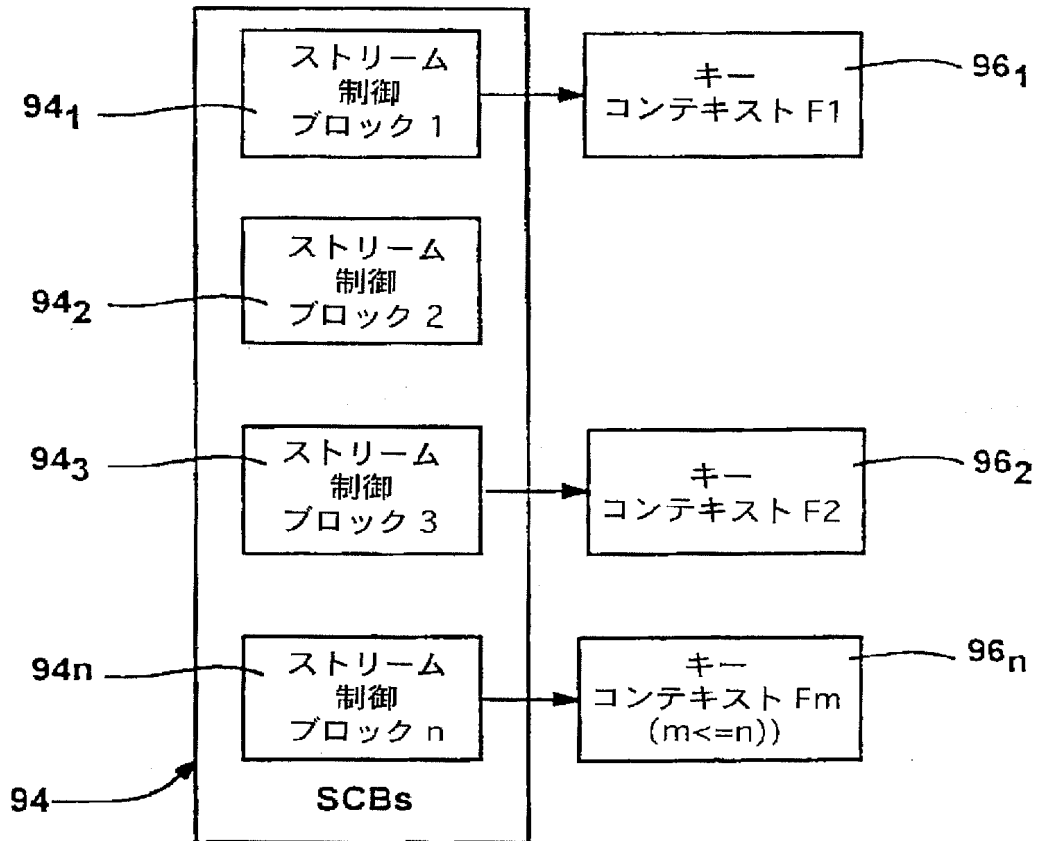 ストリーム
制御
ブロック 1
キー
コンテキスト F1
96₁
94₁
ストリーム
制御
ブロック 2
94₂
ストリーム
制御
ブロック 3
キー
コンテキスト F2
96₂
94₃
ストリーム
制御
ブロック n
キー
コンテキスト Fm
(m<=n))
96n
94n
94
SCBs